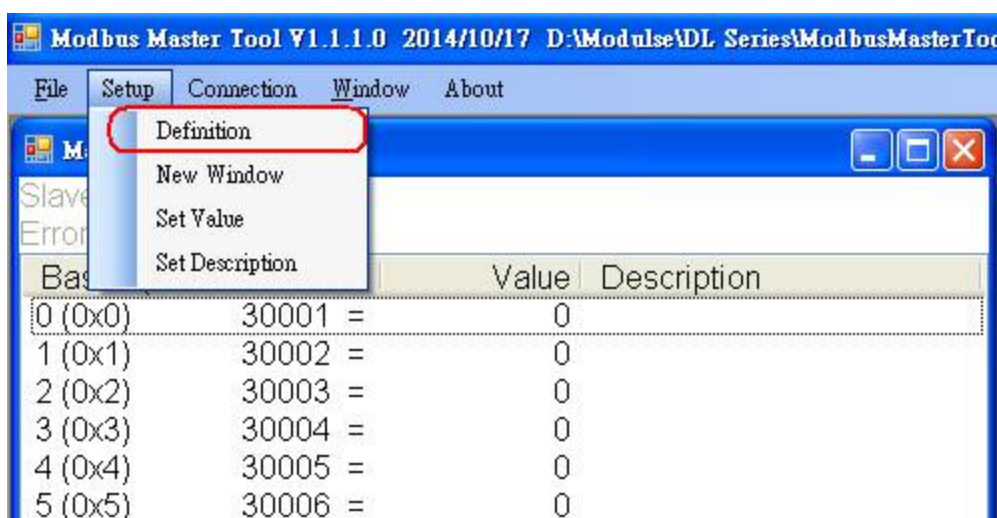 Modbus Master Tool V1.1.1.0 2014/10/17 D:\Modulse\DL Series\ModbusMasterToo
File Setup Connection Window About
Definition
New Window
Set Value
Set Description
Slave
Error
Value Description
0 (0x0) 30001 = 0
1 (0x1) 30002 = 0
2 (0x2) 30003 = 0
3 (0x3) 30004 = 0
4 (0x4) 30005 = 0
5 (0x5) 30006 = 0